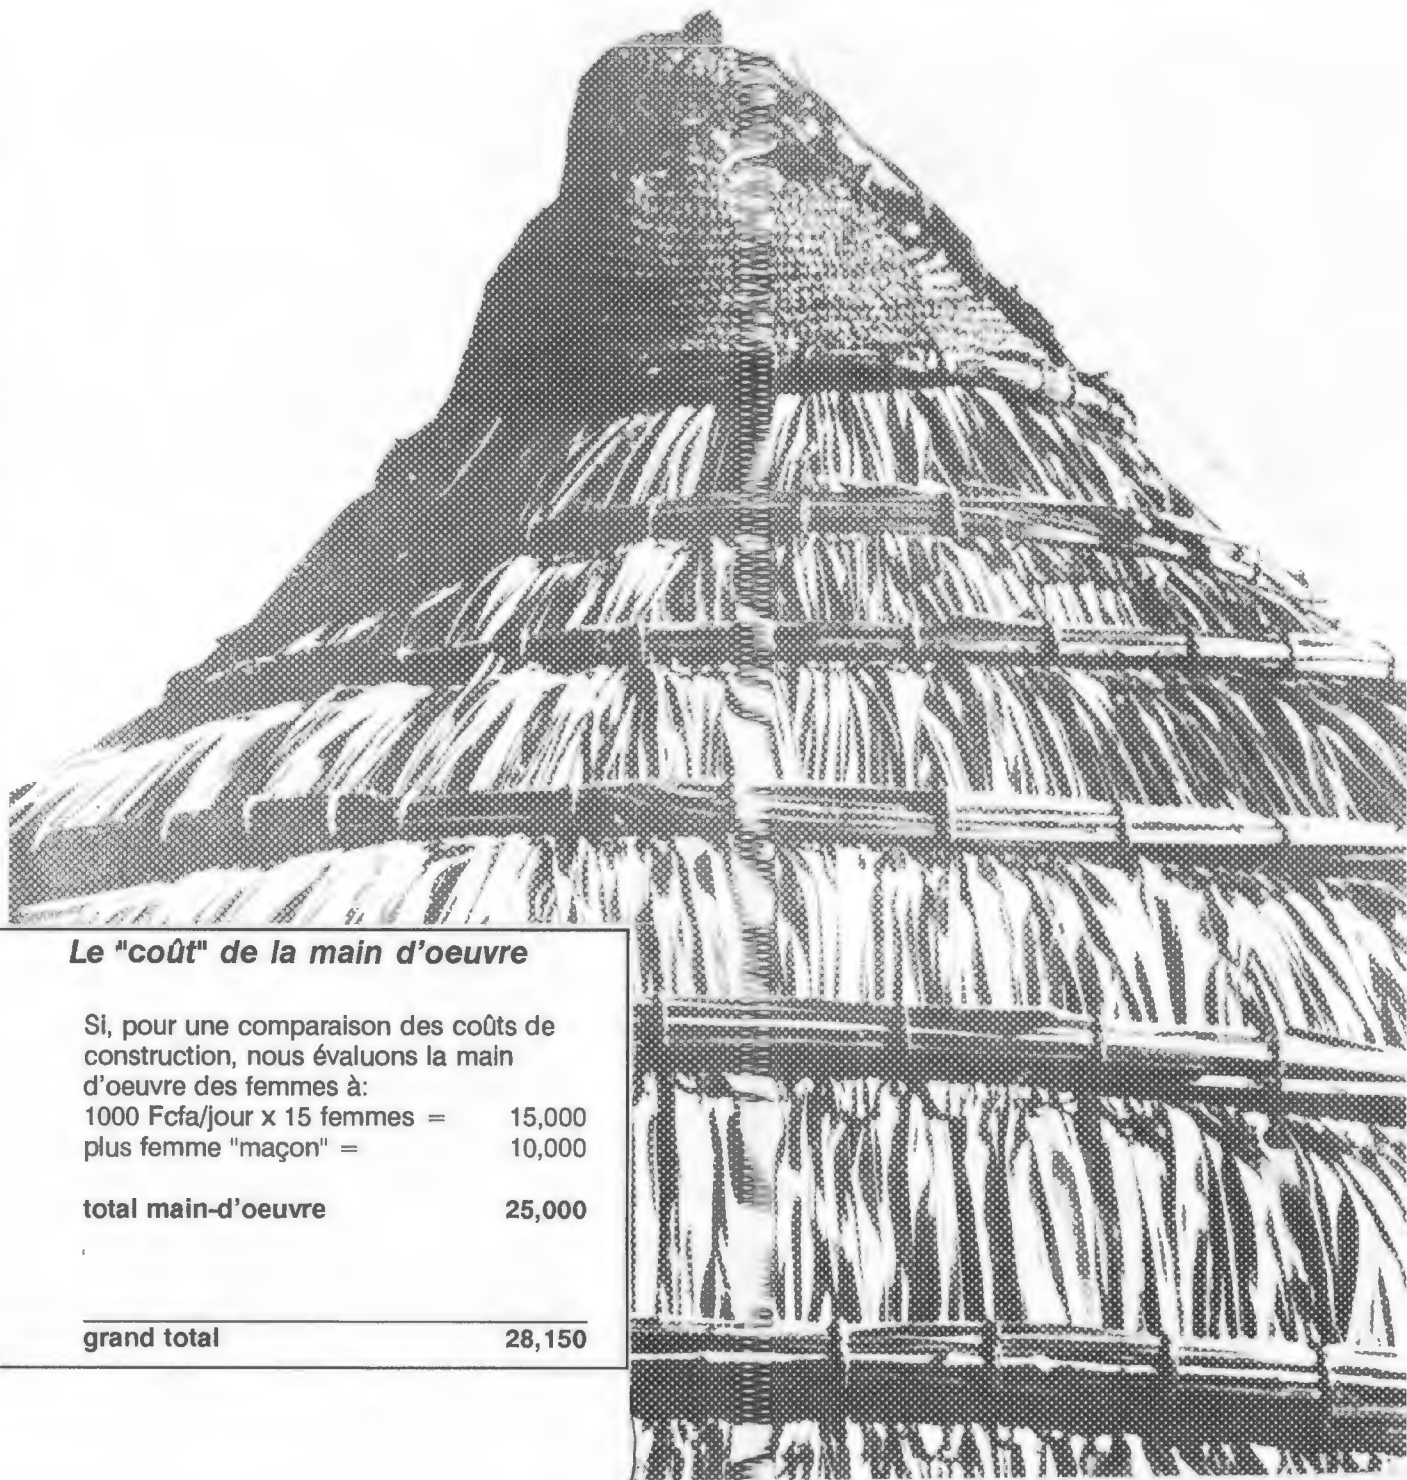 Le "coût" de la main d'oeuvre
Si, pour une comparaison des coûts de
construction, nous évaluons la main
d'oeuvre des femmes à:
1000 Fcfa/jour x 15 femmes = 15,000
plus femme "maçon" = 10,000
total main-d'oeuvre 25,000
grand total 28,150